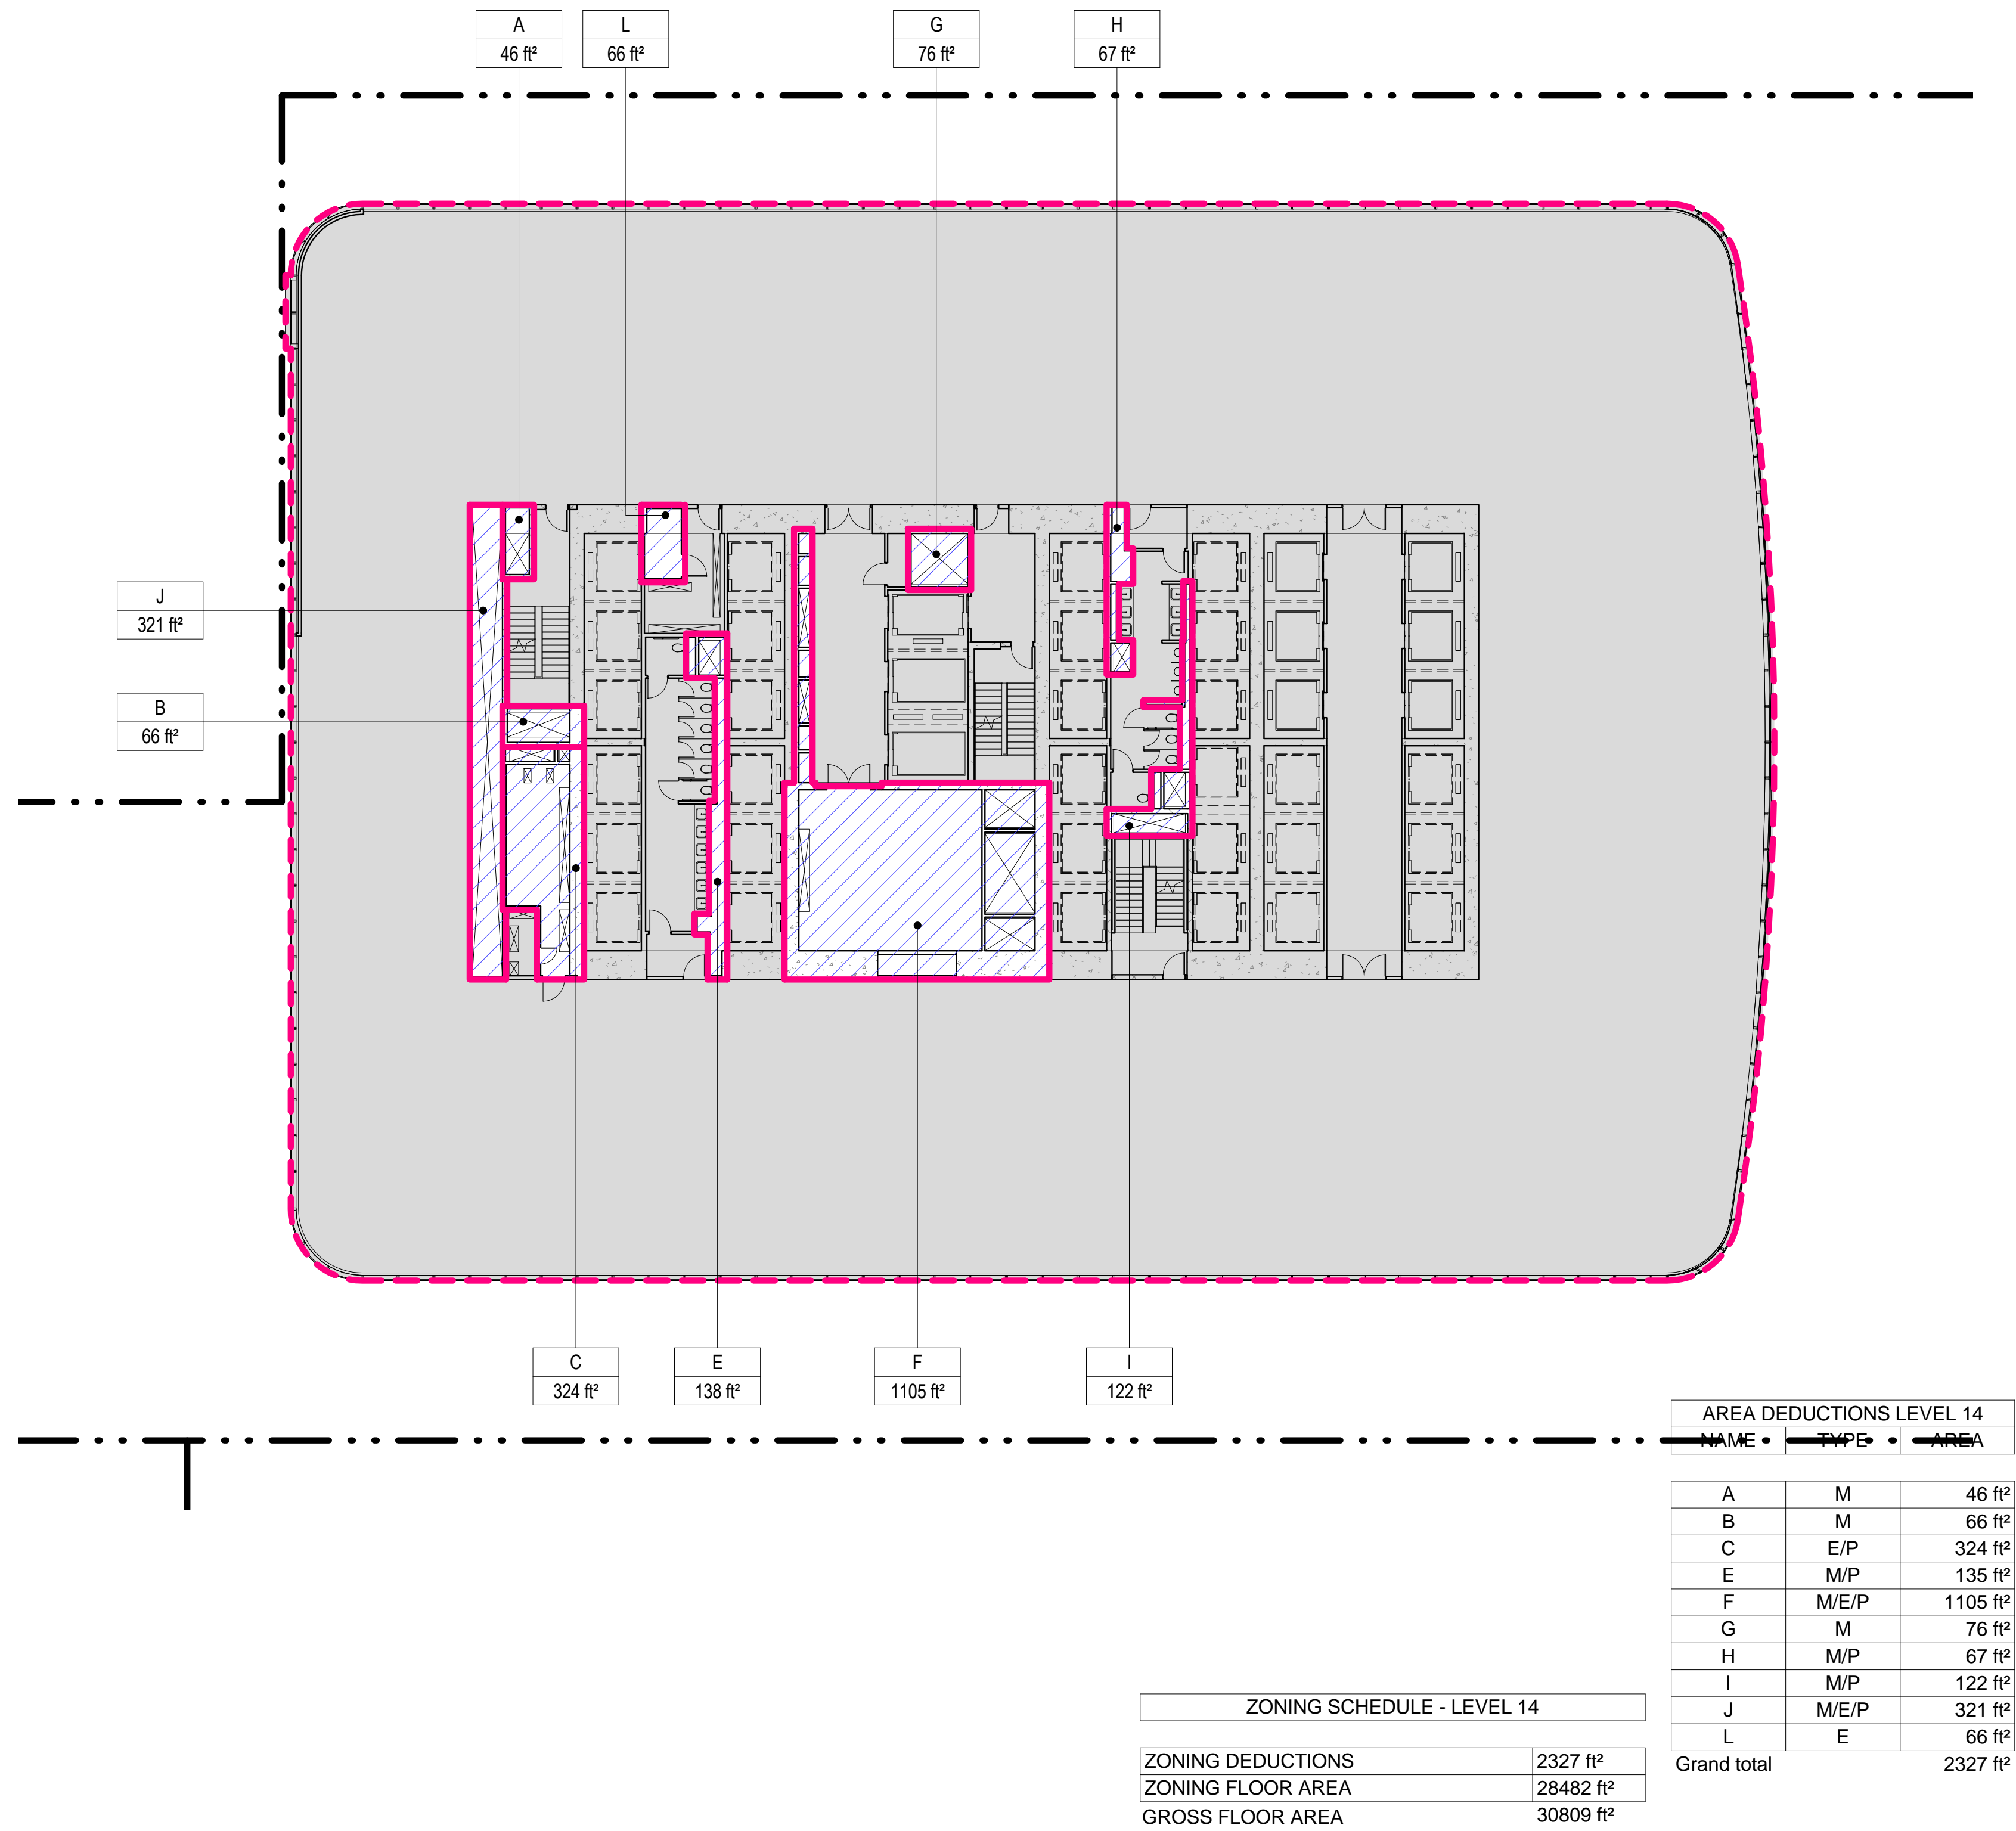 A
L
G
H
46 ft²
66 ft²
76 ft²
67 ft²
J
321 ft²
B
66 ft²
C
E
F
I
324 ft²
138 ft²
1105 ft²
122 ft²
AREA DEDUCTIONS LEVEL 14
NAME TYPE AREA
A M 46 ft²
B M 66 ft²
C E/P 324 ft²
E M/P 135 ft²
F M/E/P 1105 ft²
G M 76 ft²
H M/P 67 ft²
I M/P 122 ft²
J M/E/P 321 ft²
L E 66 ft²
Grand total 2327 ft²
ZONING SCHEDULE - LEVEL 14
ZONING DEDUCTIONS 2327 ft²
ZONING FLOOR AREA 28482 ft²
GROSS FLOOR AREA 30809 ft²